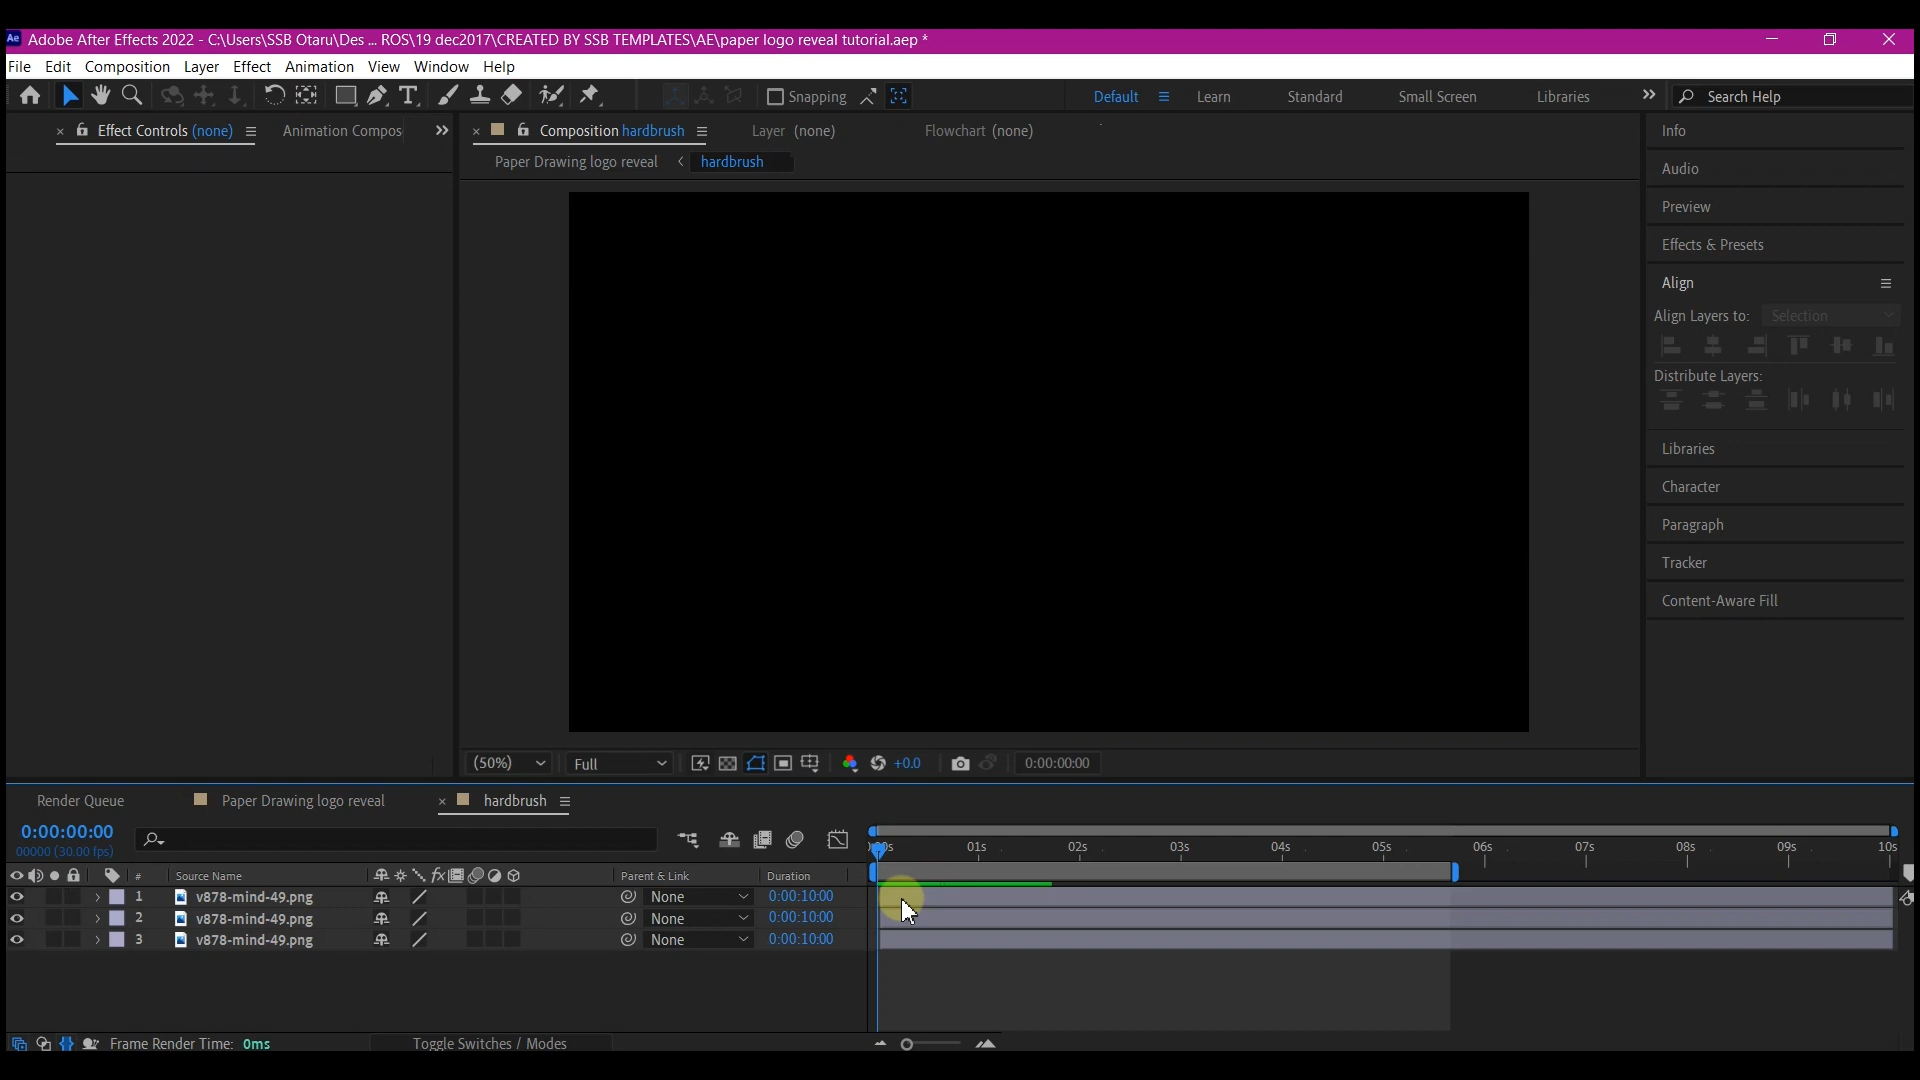 Ae Adobe After Effects 2022 - C:\Users\SSB Otaru\Des ... ROS\19 dec2017\CREATED BY SSB TEMPLATES\AE\paper logo reveal tutorial.aep *
File Edit Composition Layer Effect Animation View Window Help
Snapping Default Learn Standard Small Screen Libraries Search Help
Effect Controls (none) Animation Compos Composition hardbrush Layer (none) Flowchart (none)
Paper Drawing logo reveal hardbrush
Info
Audio
Preview
Effects & Presets
Align
Align Layers to: Selection
Distribute Layers:
Libraries
Character
Paragraph
Tracker
Content-Aware Fill
(50%) Full +0.0 0:00:00:00
Render Queue Paper Drawing logo reveal hardbrush
0:00:00:00
00000 (30.00 fps)
01s 02s 03s 04s 05s 06s 07s 08s 09s 10s
# Source Name Parent & Link Duration
1 v878-mind-49.png None 0:00:10:00
2 v878-mind-49.png None 0:00:10:00
3 v878-mind-49.png None 0:00:10:00
Frame Render Time: 0ms Toggle Switches / Modes